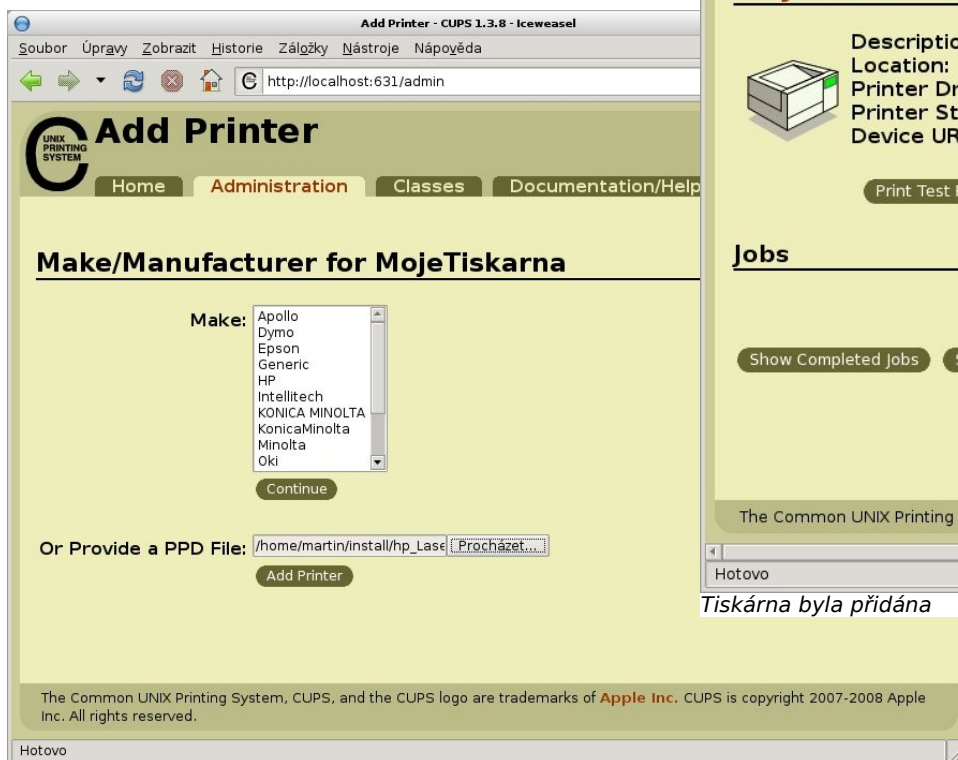 Add Printer - CUPS 1.3.8 - Iceweasel
Soubor Úpravy Zobrazit Historie Záložky Nástroje Nápověda
http://localhost:631/admin
UNIX
PRINTING
SYSTEM
Add Printer
Home Administration Classes Documentation/Help
Make/Manufacturer for MojeTiskarna
Make:
Apollo
Dymo
Epson
Generic
HP
Intellitech
KONICA MINOLTA
KonicaMinolta
Minolta
Oki
Continue
Or Provide a PPD File: /home/martin/install/hp_Lase Procházet...
Add Printer
The Common UNIX Printing System, CUPS, and the CUPS logo are trademarks of Apple Inc. CUPS is copyright 2007-2008 Apple
Inc. All rights reserved.
Hotovo
Location:
Printer
Printer
Device
Print Test
Jobs
Show Completed Jobs
The Common UNIX Printing
Hotovo
Tiskárna byla přidána